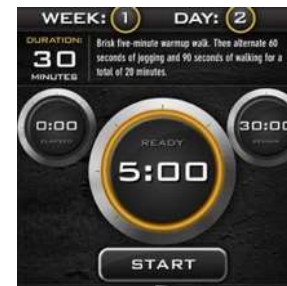 WEEK: 1 DAY: 2
DURATION:
30
MINUTES
Brisk five-minute warmup walk. Then alternate 60
seconds of jogging and 90 seconds of walking for a
total of 20 minutes.
0:00
ELAPSED
READY
5:00
30:00
START